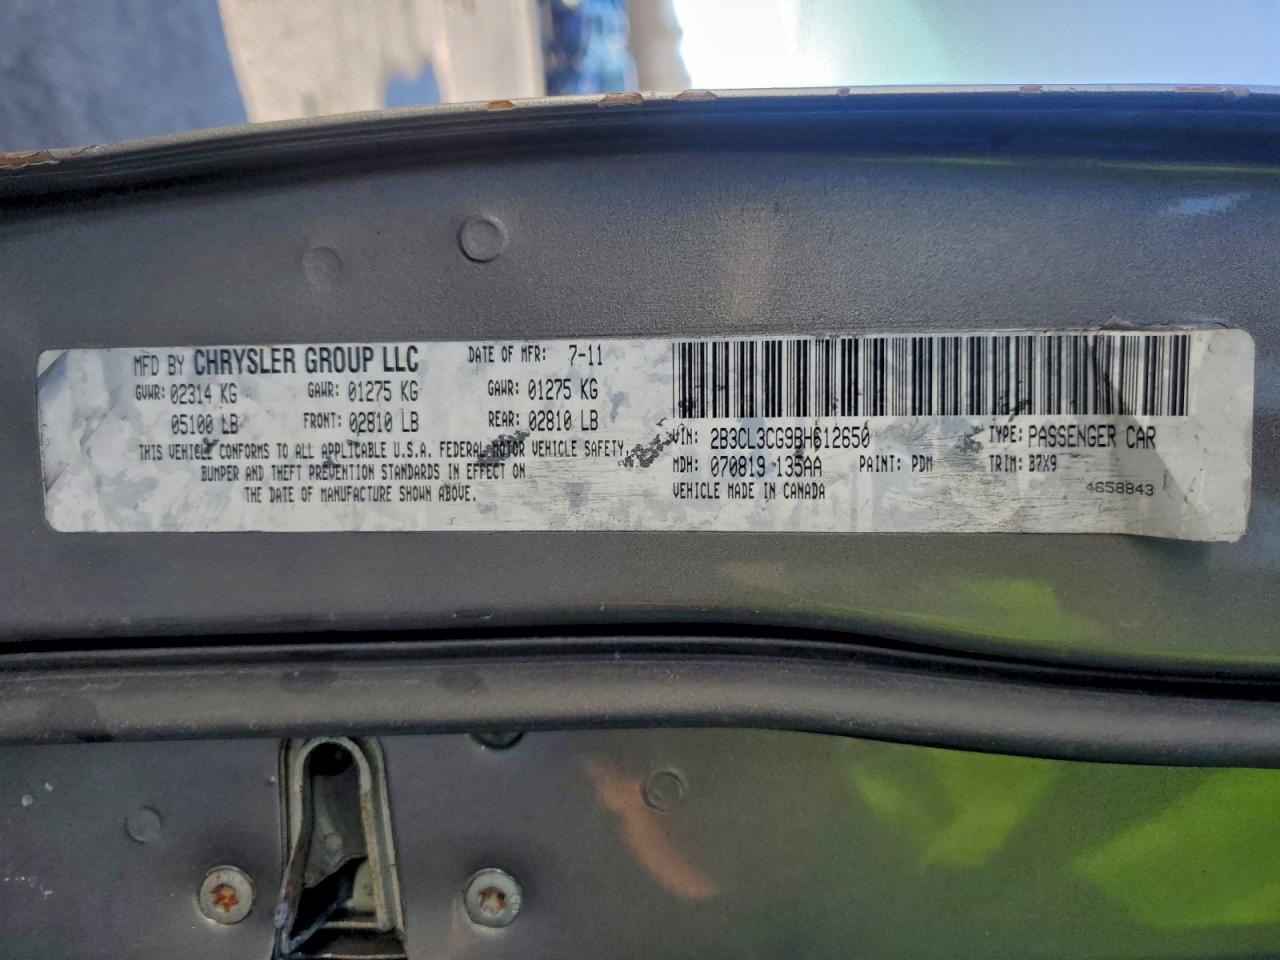 MFD BY CHRYSLER GROUP LLC DATE OF MFR: 7-11
GVWR: 02314 KG GAWR: 01275 KG GAWR: 01275 KG
05100 LB FRONT: 02810 LB REAR: 02810 LB
THIS VEHICLE CONFORMS TO ALL APPLICABLE U.S.A. FEDERAL MOTOR VEHICLE SAFETY,
BUMPER AND THEFT PREVENTION STANDARDS IN EFFECT ON
THE DATE OF MANUFACTURE SHOWN ABOVE.
VIN: 2B3CL3CG9BH612650 TYPE: PASSENGER CAR
MDH: 070819 135AA PAINT: PDM TRIM: B7X9
VEHICLE MADE IN CANADA 4658843